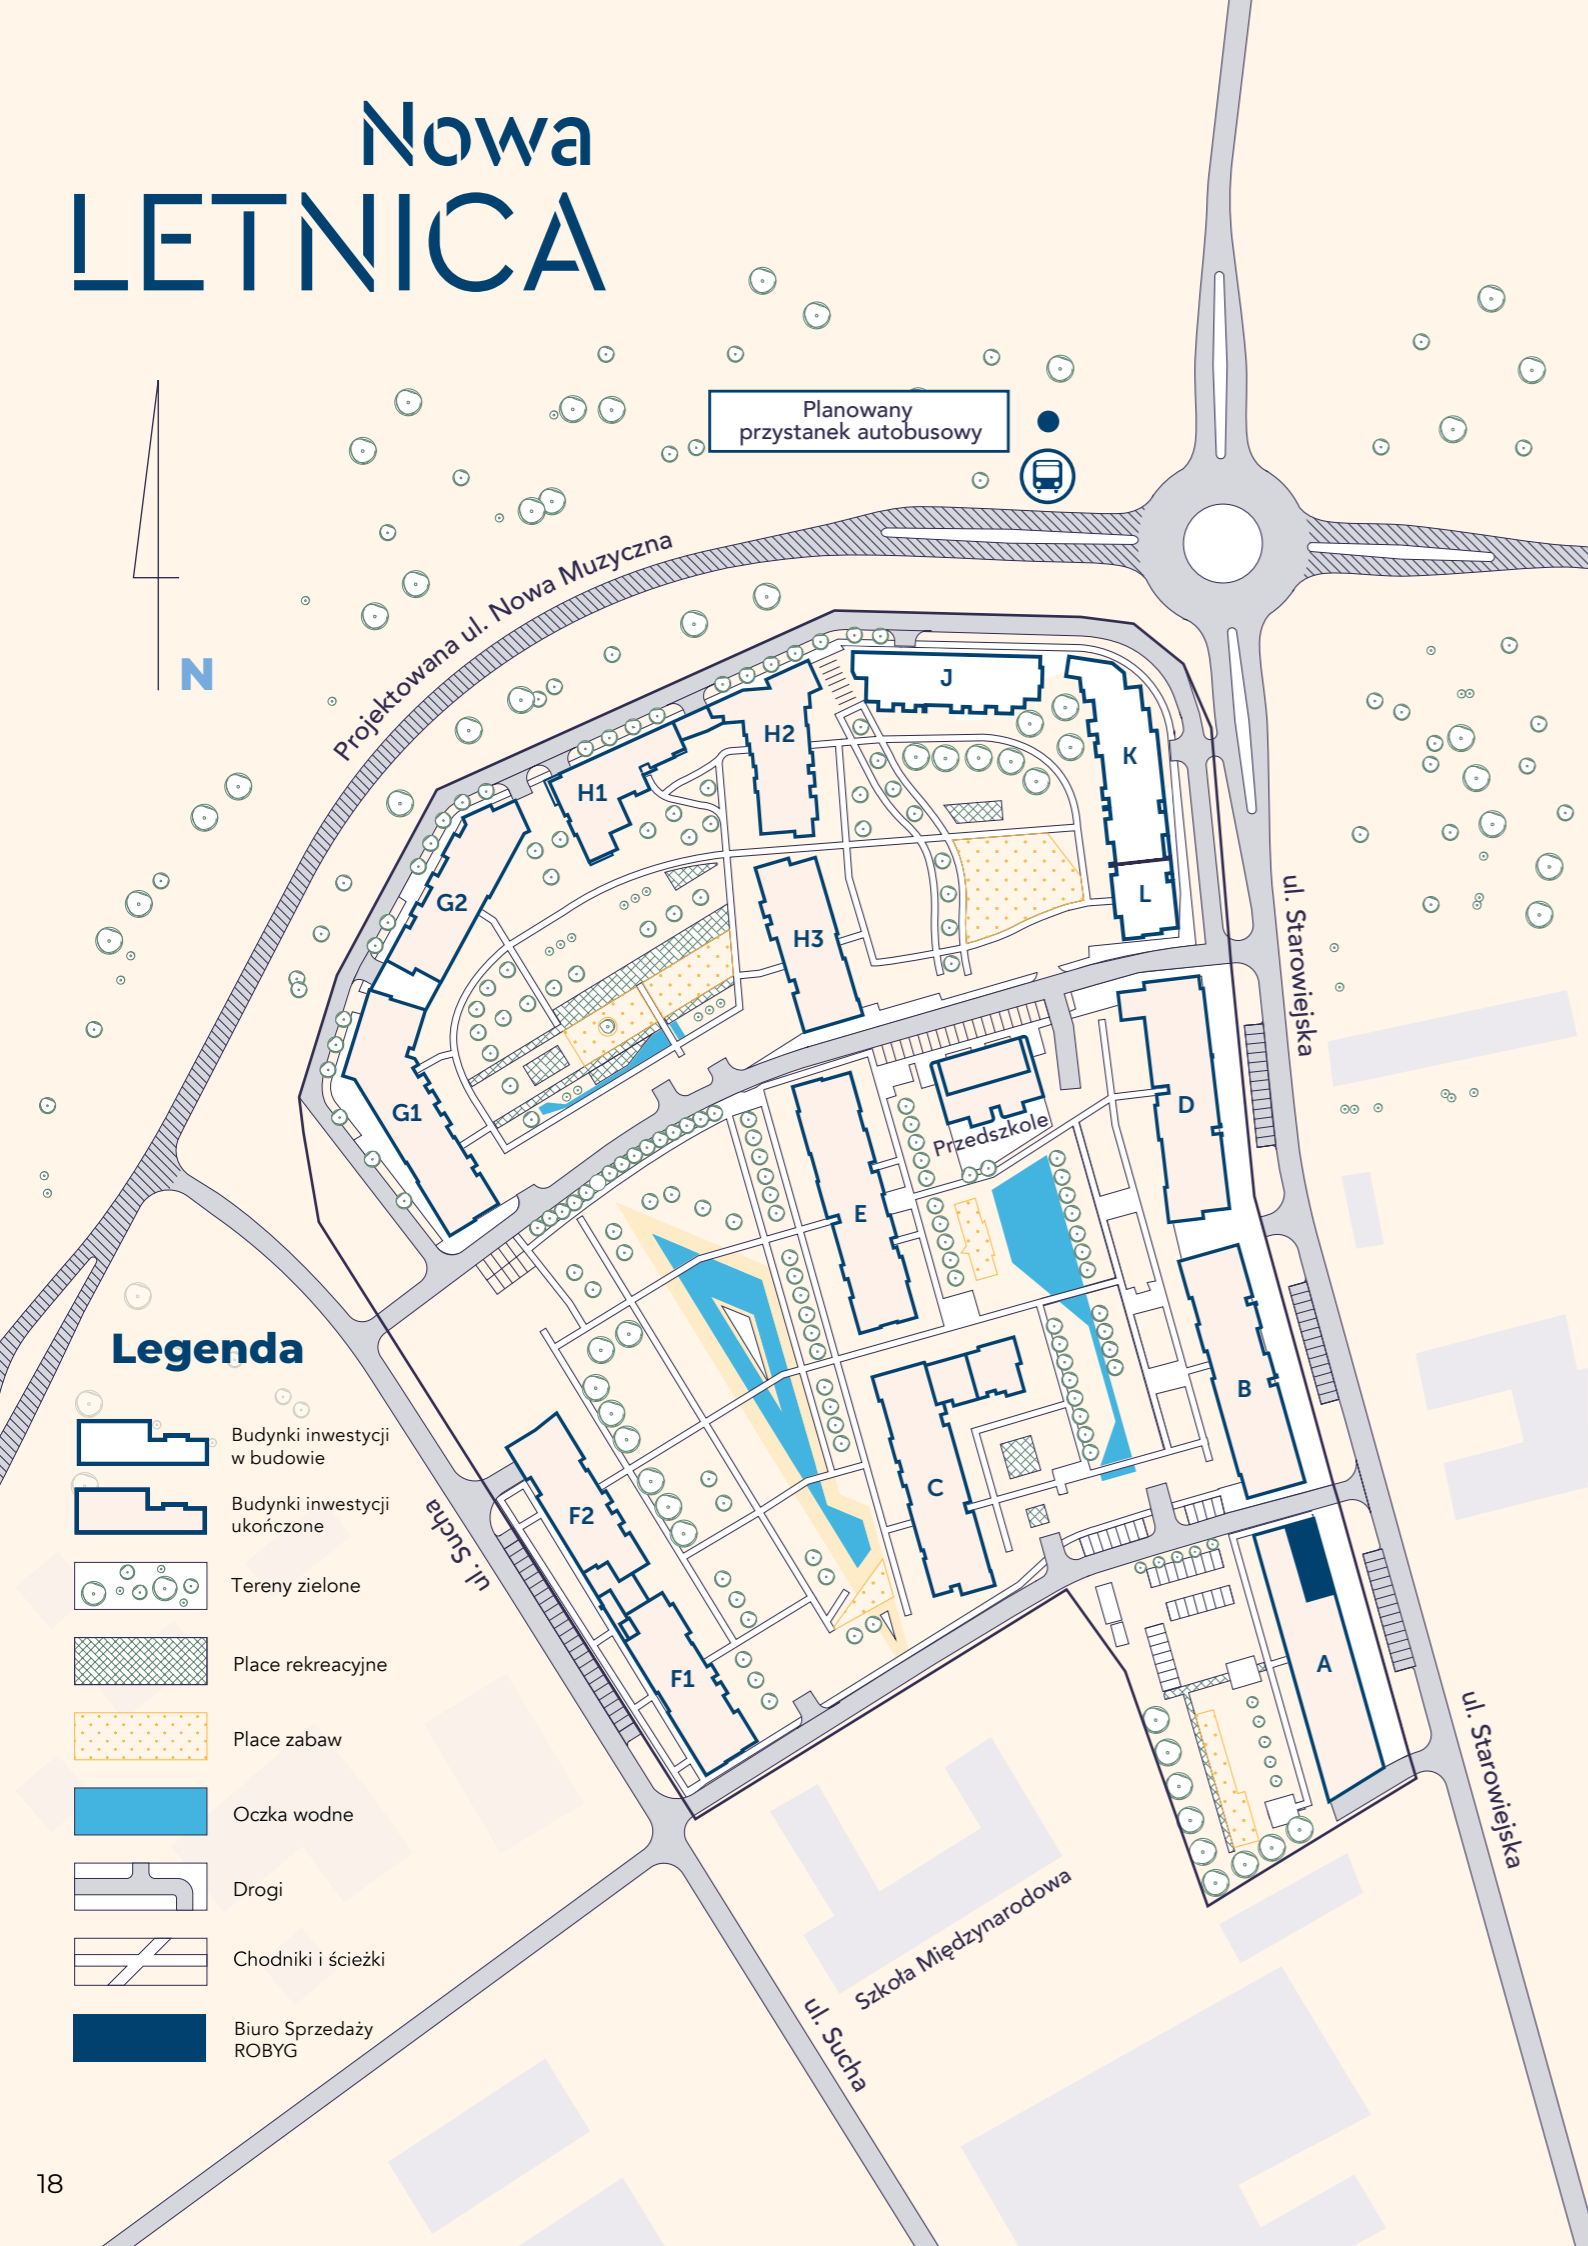 Nowa
LETNICA
Planowany
przystanek autobusowy
Projektowana ul. Nowa Muzyczna
N
J
K
H2
H1
L
G2
H3
ul. Starowiejska
G1
D
Przedszkole
E
B
C
F2
F1
A
ul. Sucha
ul. Starowiejska
Szkoła Międzynarodowa
ul. Sucha
Legenda
Budynki inwestycji
w budowie
Budynki inwestycji
ukończone
Tereny zielone
Place rekreacyjne
Place zabaw
Oczka wodne
Drogi
Chodniki i ścieżki
Biuro Sprzedaży
ROBYG
18